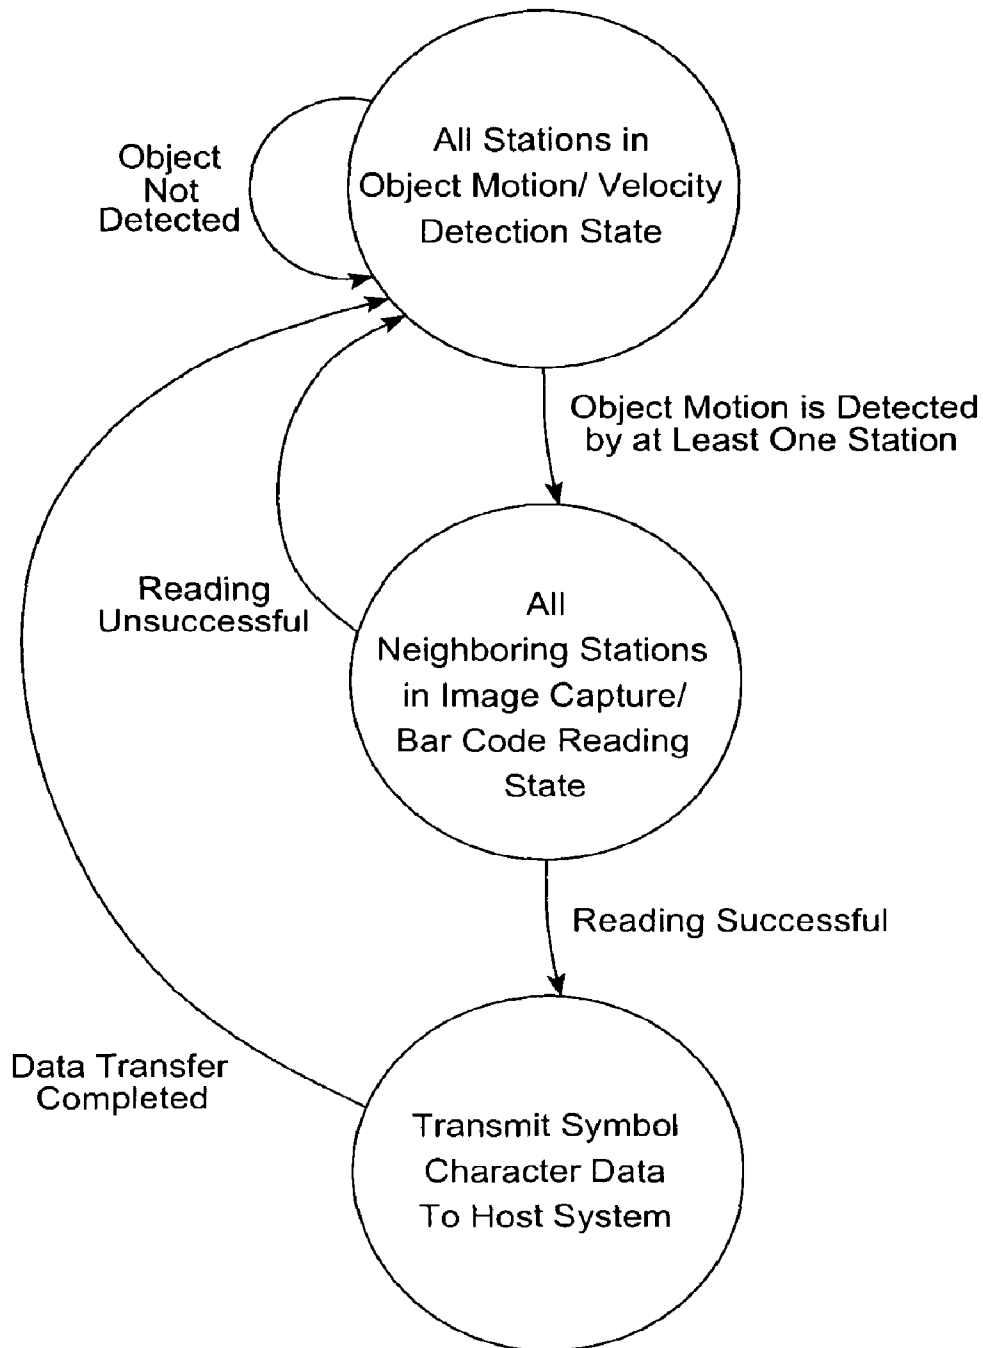 Object
Not
Detected
All Stations in
Object Motion/ Velocity
Detection State
Object Motion is Detected
by at Least One Station
Reading
Unsuccessful
All
Neighboring Stations
in Image Capture/
Bar Code Reading
State
Reading Successful
Data Transfer
Completed
Transmit Symbol
Character Data
To Host System